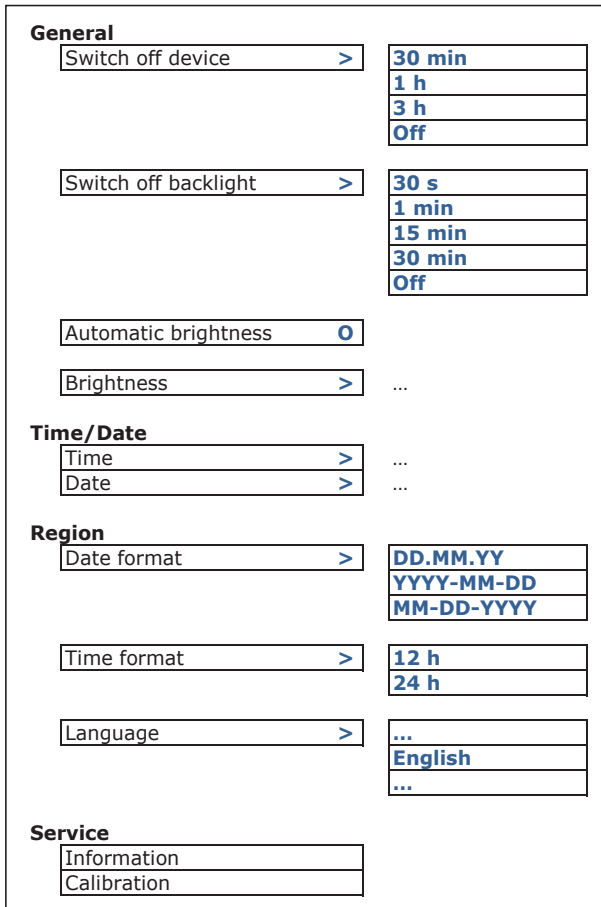 General
Switch off device > 30 min
1 h
3 h
Off
Switch off backlight > 30 s
1 min
15 min
30 min
Off
Automatic brightness O
Brightness > ...
Time/Date
Time > ...
Date > ...
Region
Date format > DD.MM.YY
YYYY-MM-DD
MM-DD-YYYY
Time format > 12 h
24 h
Language > ...
English
...
Service
Information
Calibration